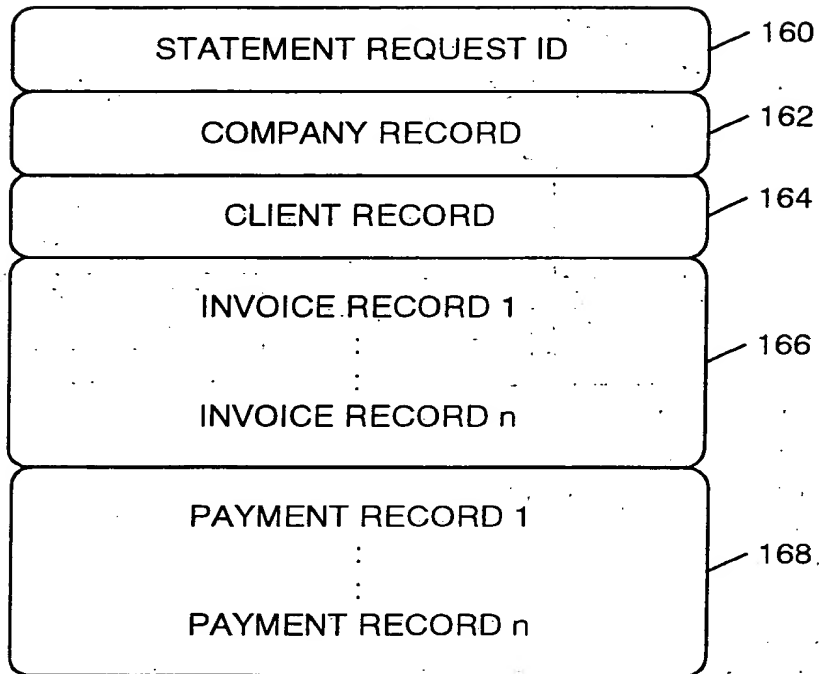 STATEMENT REQUEST ID
160
COMPANY RECORD
162
CLIENT RECORD
164
INVOICE RECORD 1
INVOICE RECORD n
166
PAYMENT RECORD 1
PAYMENT RECORD n
168